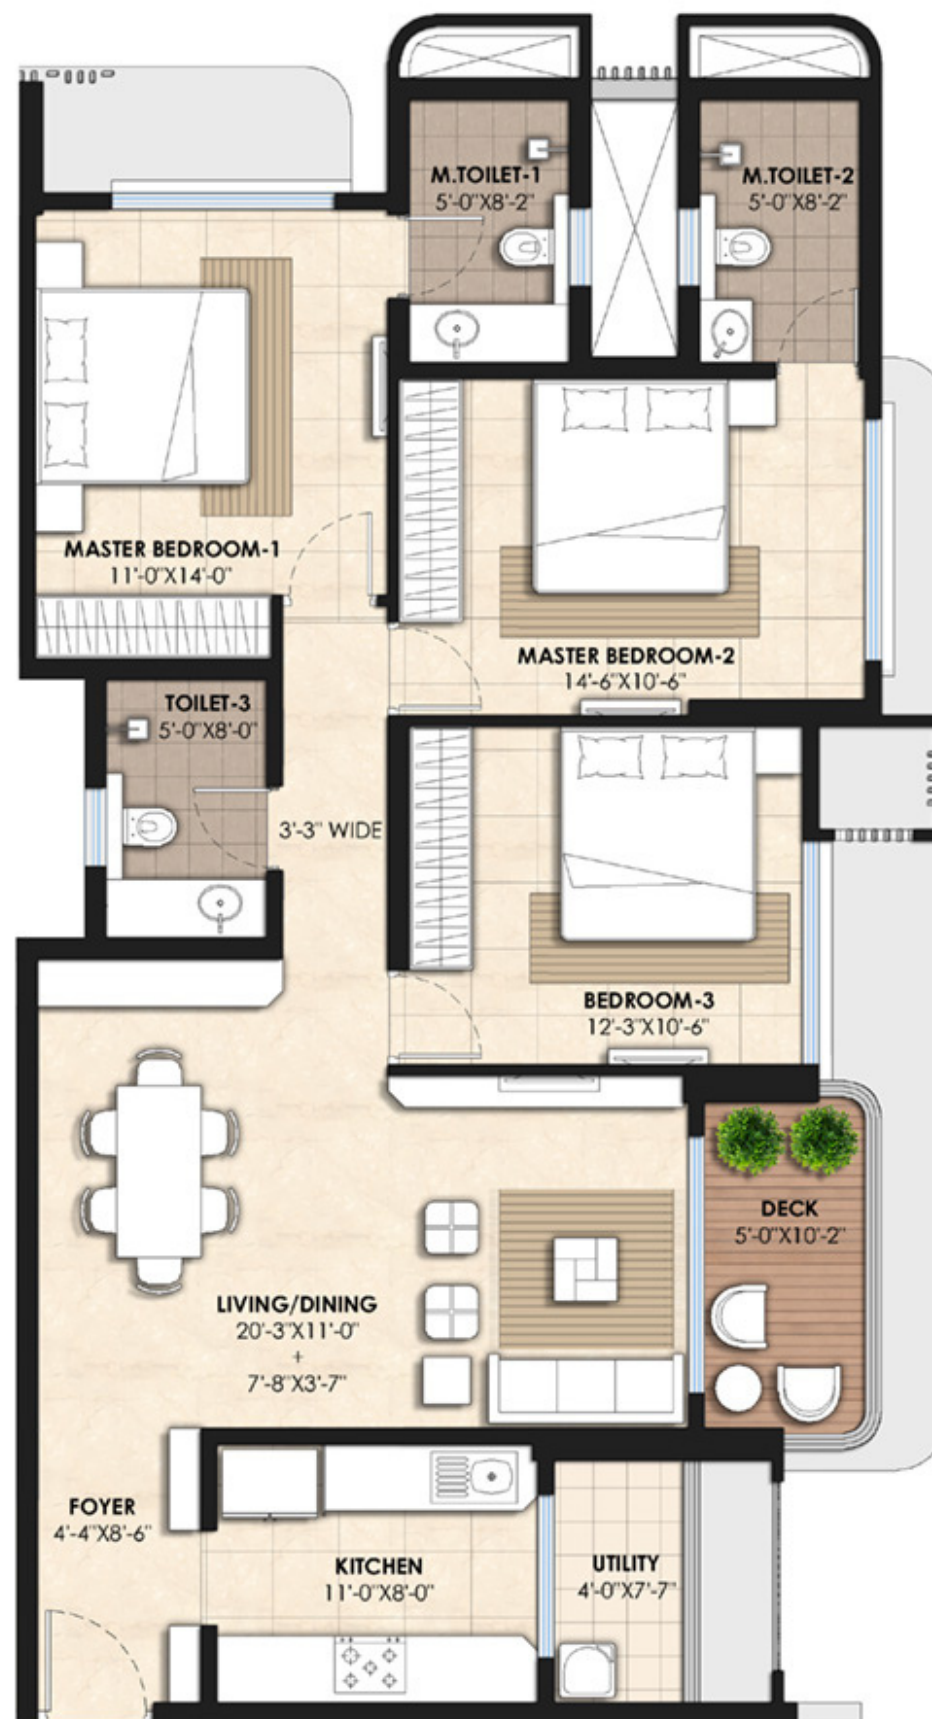 M.TOILET-1
5'-0"X8'-2"
M.TOILET-2
5'-0"X8'-2"
MASTER BEDROOM-1
11'-0"X14'-0"
MASTER BEDROOM-2
14'-6"X10'-6"
TOILET-3
5'-0"X8'-0"
3'-3" WIDE
BEDROOM-3
12'-3"X10'-6"
DECK
5'-0"X10'-2"
LIVING/DINING
20'-3"X11'-0"
+
7'-8"X3'-7"
FOYER
4'-4"X8'-6"
KITCHEN
11'-0"X8'-0"
UTILITY
4'-0"X7'-7"